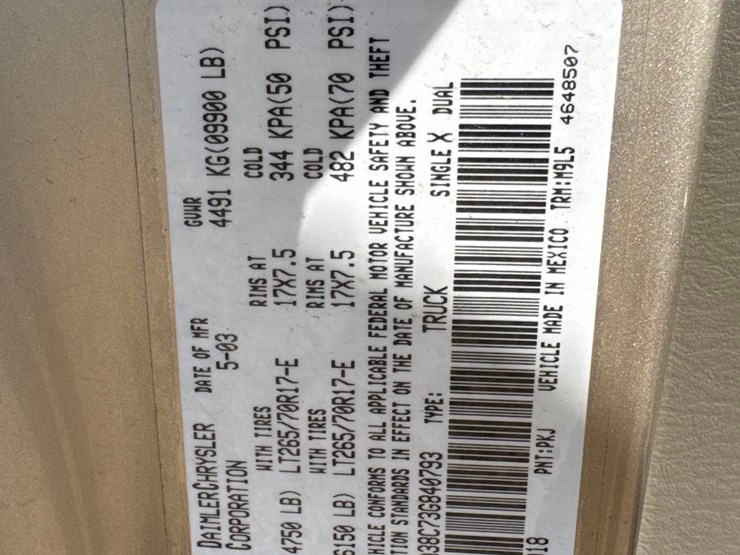 DAIMLERCHRYSLER DATE OF MFR GVWR
CORPORATION 5-03 4491 KG(09900 LB)
WITH TIRES RIMS AT COLD
4750 LB) LT265/70R17-E 17X7.5 344 KPA(50 PSI)
WITH TIRES RIMS AT COLD
6150 LB) LT265/70R17-E 17X7.5 482 KPA(70 PSI)
HICLE CONFORMS TO ALL APPLICABLE FEDERAL MOTOR VEHICLE SAFETY AND THEFT
TION STANDARDS IN EFFECT ON THE DATE OF MANUFACTURE SHOWN ABOVE.
38C73G840793 TYPE: TRUCK SINGLE X DUAL
18 PNT:PKJ VEHICLE MADE IN MEXICO TRM:M9L5 4648507